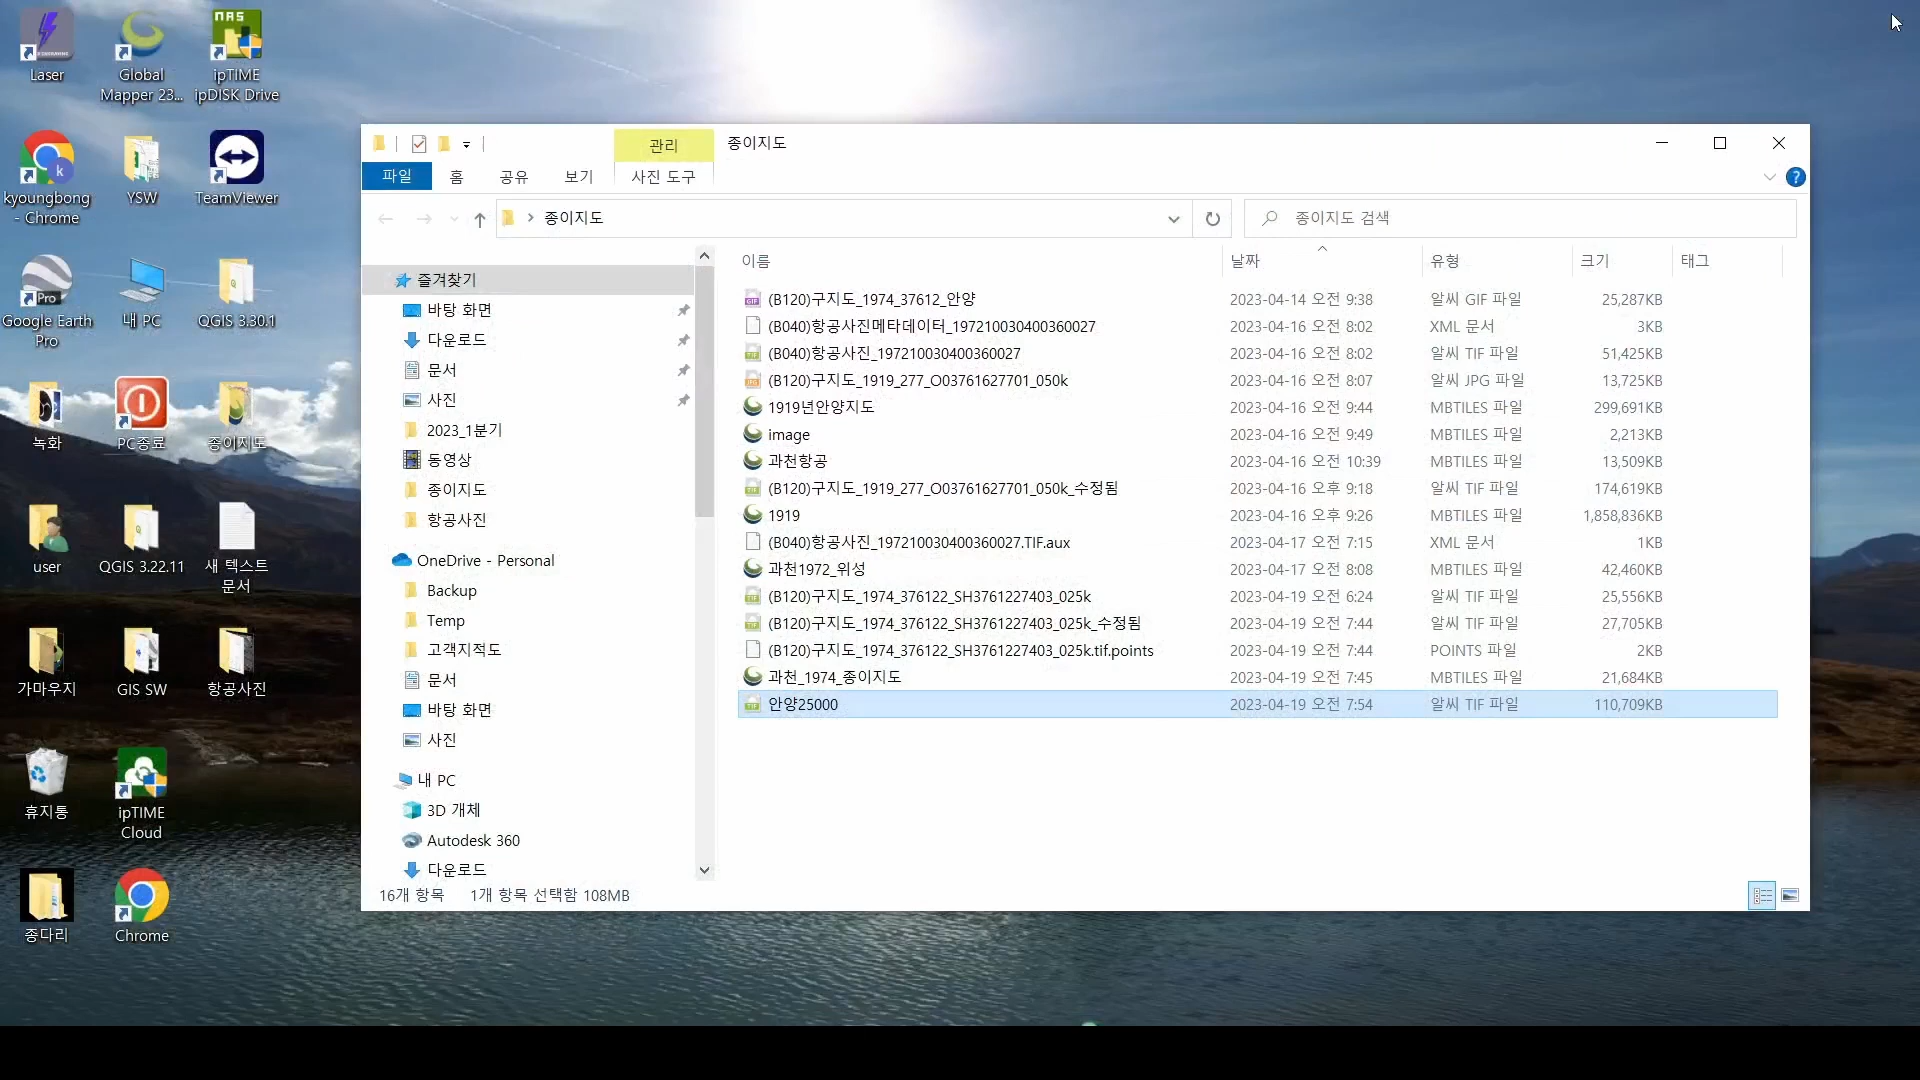 Laser
Global
Mapper 23...
NAS
ipTIME
ipDISK Drive
kyoungbong
- Chrome
YSW
TeamViewer
Pro
Google Earth
Pro
내 PC
QGIS 3.30.1
녹화
PC종료
종이지도
user
QGIS 3.22.11
새 텍스트
문서
가마우지
GIS SW
항공사진
휴지통
ipTIME
Cloud
종다리
Chrome
관리
종이지도
파일
홈
공유
보기
사진 도구
종이지도
종이지도 검색
즐겨찾기
바탕 화면
다운로드
문서
사진
2023_1분기
동영상
종이지도
항공사진
OneDrive - Personal
Backup
Temp
고객지적도
문서
바탕 화면
사진
내 PC
3D 개체
Autodesk 360
다운로드
이름 날짜 유형 크기 태그
(B120)구지도_1974_37612_안양 2023-04-14 오전 9:38 알씨 GIF 파일 25,287KB
(B040)항공사진메타데이터_197210030400360027 2023-04-16 오전 8:02 XML 문서 3KB
(B040)항공사진_197210030400360027 2023-04-16 오전 8:02 알씨 TIF 파일 51,425KB
(B120)구지도_1919_277_O03761627701_050k 2023-04-16 오전 8:07 알씨 JPG 파일 13,725KB
1919년안양지도 2023-04-16 오전 9:44 MBTILES 파일 299,691KB
image 2023-04-16 오전 9:49 MBTILES 파일 2,213KB
과천항공 2023-04-16 오전 10:39 MBTILES 파일 13,509KB
(B120)구지도_1919_277_O03761627701_050k_수정됨 2023-04-16 오후 9:18 알씨 TIF 파일 174,619KB
1919 2023-04-16 오후 9:26 MBTILES 파일 1,858,836KB
(B040)항공사진_197210030400360027.TIF.aux 2023-04-17 오전 7:15 XML 문서 1KB
과천1972_위성 2023-04-17 오전 8:08 MBTILES 파일 42,460KB
(B120)구지도_1974_376122_SH3761227403_025k 2023-04-19 오전 6:24 알씨 TIF 파일 25,556KB
(B120)구지도_1974_376122_SH3761227403_025k_수정됨 2023-04-19 오전 7:44 알씨 TIF 파일 27,705KB
(B120)구지도_1974_376122_SH3761227403_025k.tif.points 2023-04-19 오전 7:44 POINTS 파일 2KB
과천_1974_종이지도 2023-04-19 오전 7:45 MBTILES 파일 21,684KB
안양25000 2023-04-19 오전 7:54 알씨 TIF 파일 110,709KB
16개 항목 1개 항목 선택함 108MB